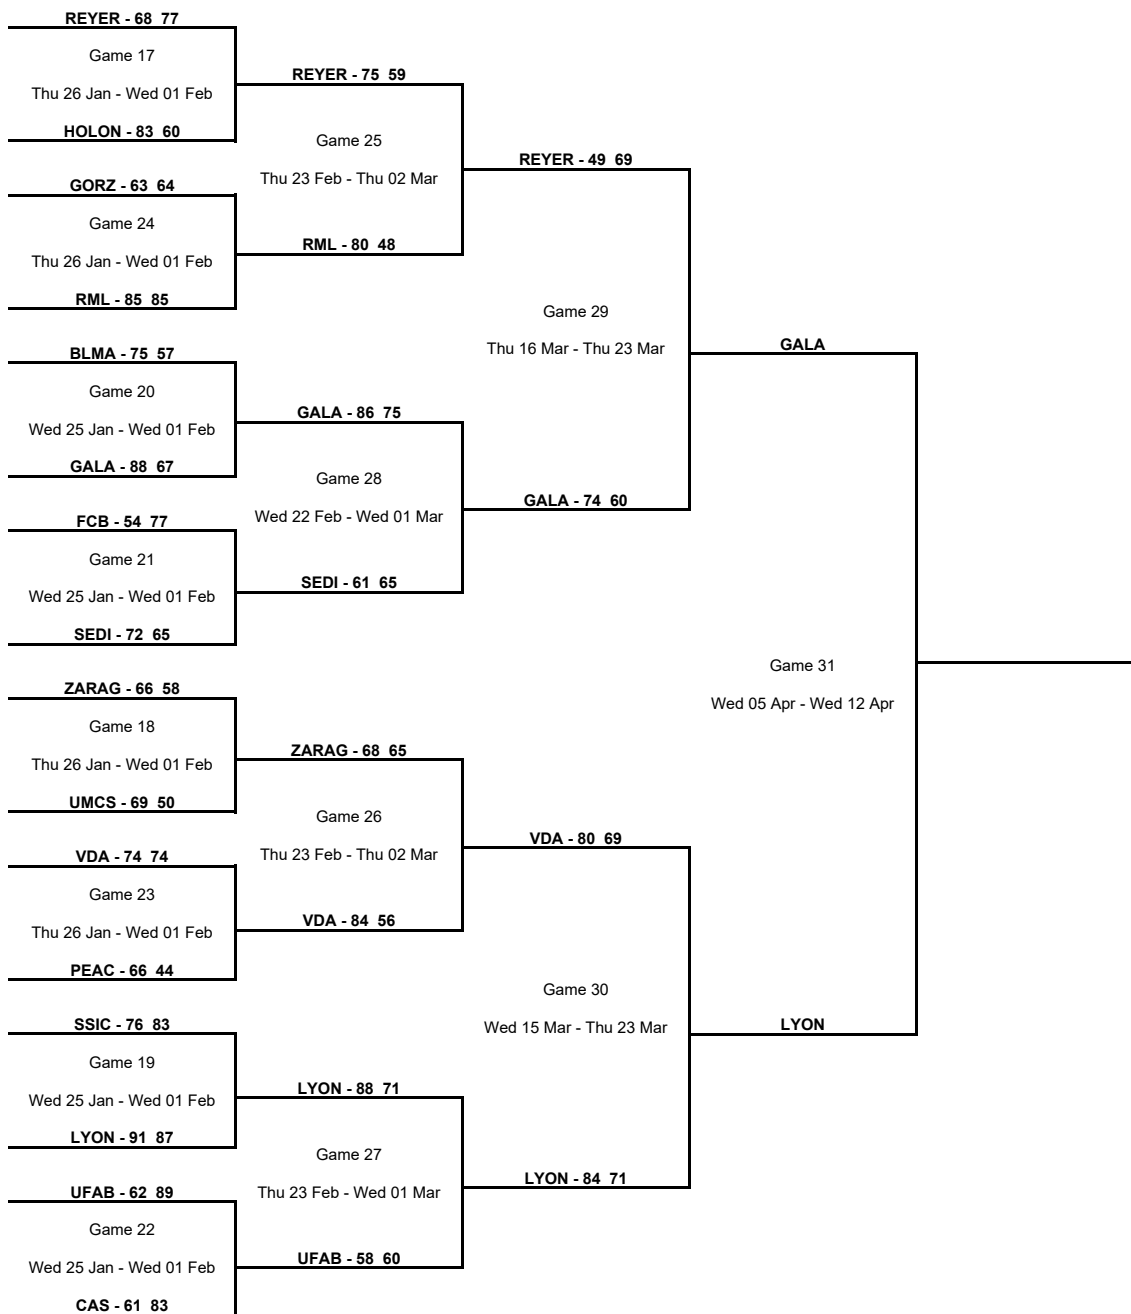 REYER - 68 77
Game 17
Thu 26 Jan - Wed 01 Feb
HOLON - 83 60
GORZ - 63 64
Game 24
Thu 26 Jan - Wed 01 Feb
RML - 85 85
BLMA - 75 57
Game 20
Wed 25 Jan - Wed 01 Feb
GALA - 88 67
FCB - 54 77
Game 21
Wed 25 Jan - Wed 01 Feb
SEDI - 72 65
ZARAG - 66 58
Game 18
Thu 26 Jan - Wed 01 Feb
UMCS - 69 50
VDA - 74 74
Game 23
Thu 26 Jan - Wed 01 Feb
PEAC - 66 44
SSIC - 76 83
Game 19
Wed 25 Jan - Wed 01 Feb
LYON - 91 87
UFAB - 62 89
Game 22
Wed 25 Jan - Wed 01 Feb
CAS - 61 83
REYER - 75 59
Game 25
Thu 23 Feb - Thu 02 Mar
RML - 80 48
GALA - 86 75
Game 28
Wed 22 Feb - Wed 01 Mar
SEDI - 61 65
ZARAG - 68 65
Game 26
Thu 23 Feb - Thu 02 Mar
VDA - 84 56
LYON - 88 71
Game 27
Thu 23 Feb - Wed 01 Mar
UFAB - 58 60
REYER - 49 69
Game 29
Thu 16 Mar - Thu 23 Mar
GALA - 74 60
VDA - 80 69
Game 30
Wed 15 Mar - Thu 23 Mar
LYON - 84 71
GALA
Game 31
Wed 05 Apr - Wed 12 Apr
LYON